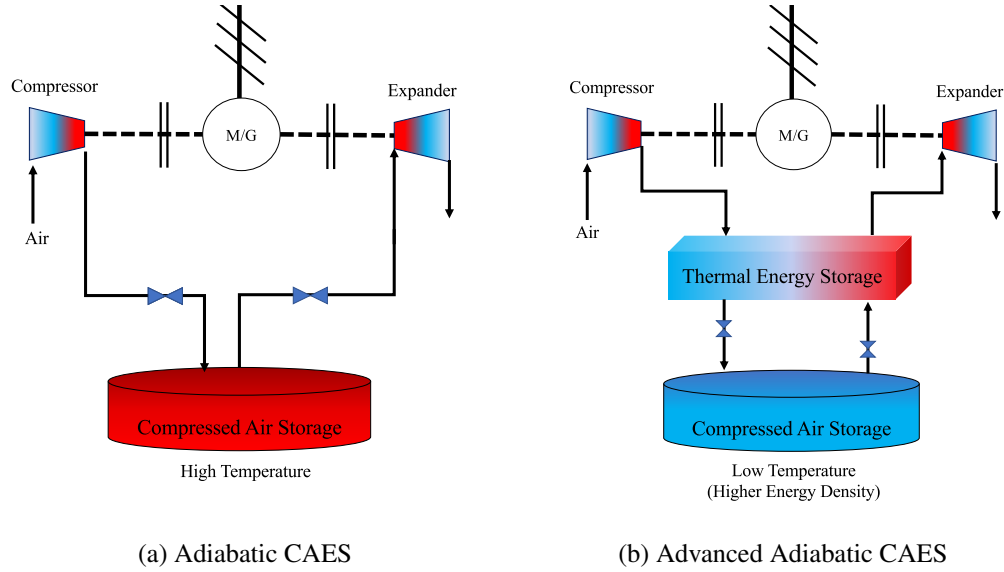 Compressor
M/G
Expander
Air
Compressed Air Storage
High Temperature
(a) Adiabatic CAES
Compressor
M/G
Expander
Air
Thermal Energy Storage
Compressed Air Storage
Low Temperature
(Higher Energy Density)
(b) Advanced Adiabatic CAES